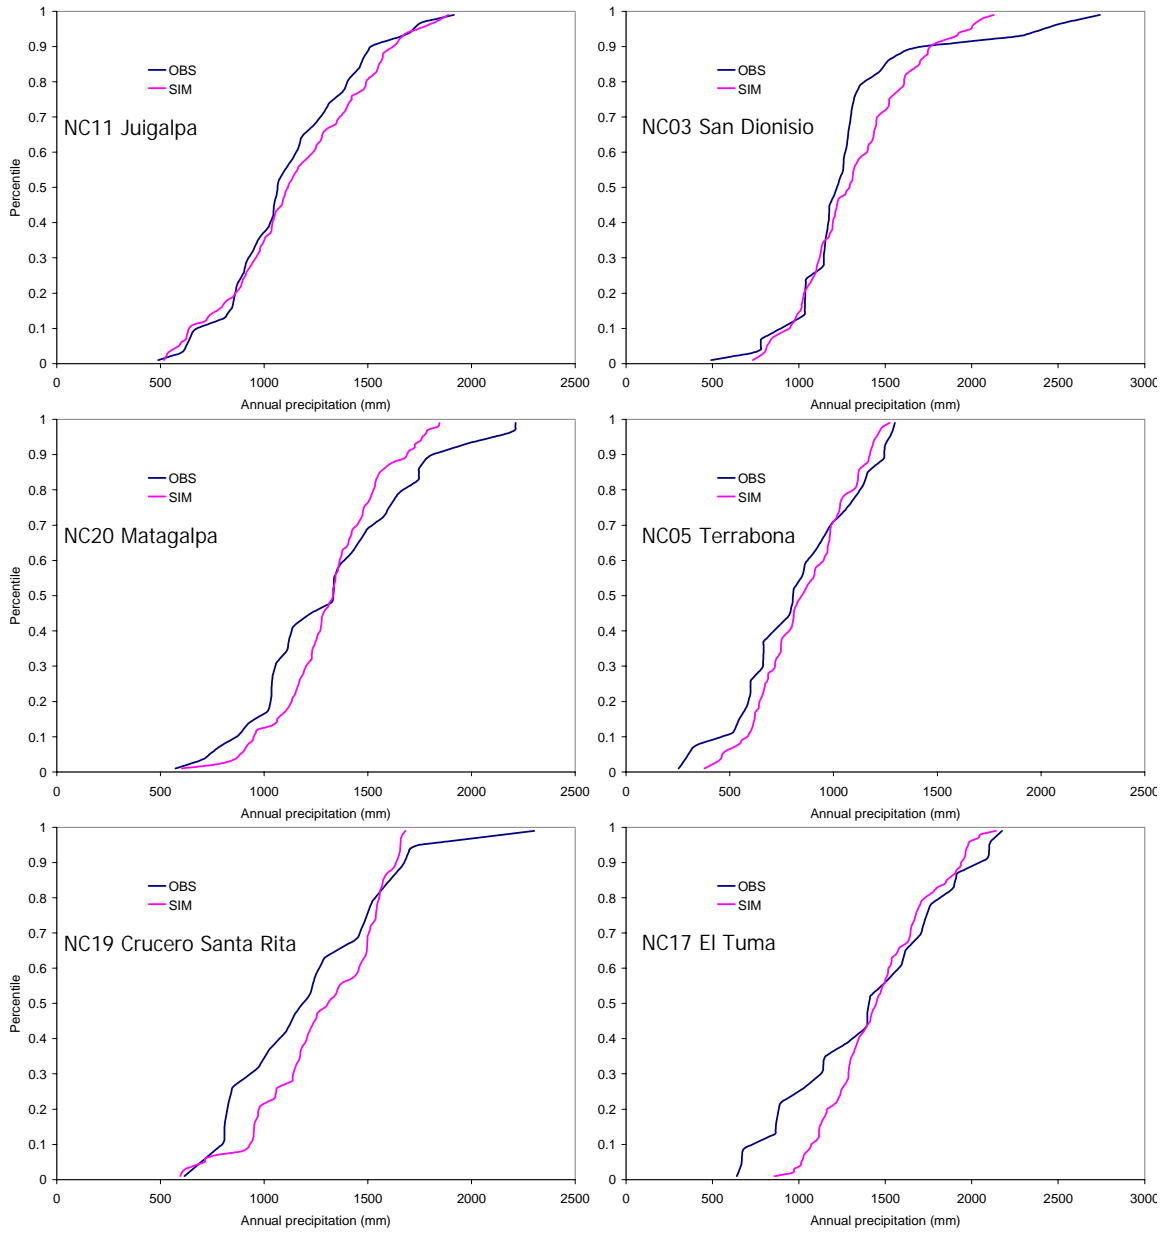 1
0.9
0.8
0.7
0.6
0.5
0.4
0.3
0.2
0.1
0
Percentile
OBS
SIM
NC11 Juigalpa
0 500 1000 1500 2000 2500
Annual precipitation (mm)
1
0.9
0.8
0.7
0.6
0.5
0.4
0.3
0.2
0.1
0
OBS
SIM
NC03 San Dionisio
0 500 1000 1500 2000 2500 3000
Annual precipitation (mm)
1
0.9
0.8
0.7
0.6
0.5
0.4
0.3
0.2
0.1
0
Percentile
OBS
SIM
NC20 Matagalpa
0 500 1000 1500 2000 2500
Annual precipitation (mm)
1
0.9
0.8
0.7
0.6
0.5
0.4
0.3
0.2
0.1
0
OBS
SIM
NC05 Terrabona
0 500 1000 1500 2000 2500
Annual precipitation (mm)
1
0.9
0.8
0.7
0.6
0.5
0.4
0.3
0.2
0.1
0
Percentile
OBS
SIM
NC19 Crucero Santa Rita
0 500 1000 1500 2000 2500
Annual precipitation (mm)
1
0.9
0.8
0.7
0.6
0.5
0.4
0.3
0.2
0.1
0
OBS
SIM
NC17 El Tuma
0 500 1000 1500 2000 2500 3000
Annual precipitation (mm)